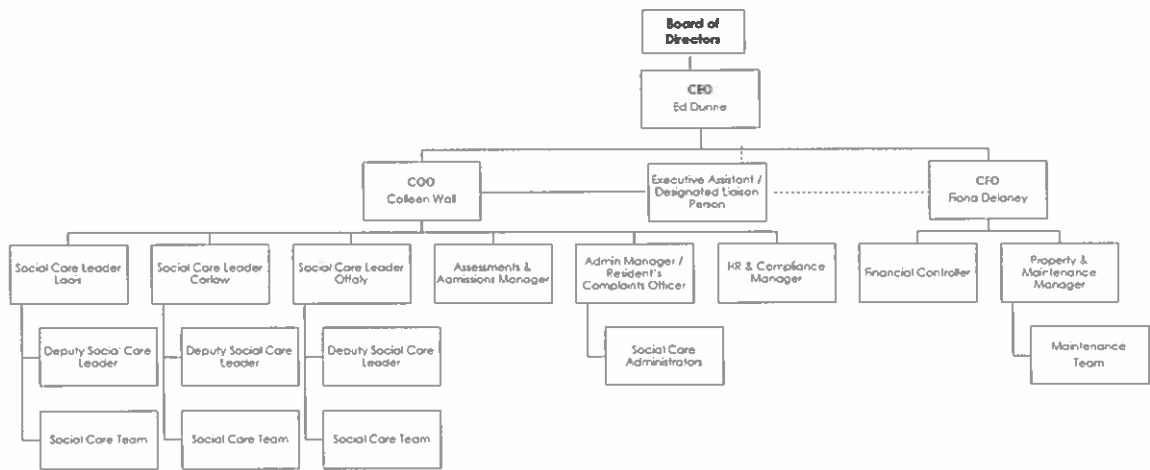 Board of
Directors
CEO
Ed Dunne
COO
Colleen Wall
Executive Assistant /
Designated Liaison
Person
CFO
Fiona Delaney
Social Care Leader
Laois
Social Care Leader
Carlow
Social Care Leader
Offaly
Assessments &
Admissions Manager
Admin Manager /
Resident's
Complaints Officer
HR & Compliance
Manager
Financial Controller
Property &
Maintenance
Manager
Deputy Social Care
Leader
Deputy Social Care
Leader
Deputy Social Care
Leader
Social Care
Administrators
Maintenance
Team
Social Care Team
Social Care Team
Social Care Team